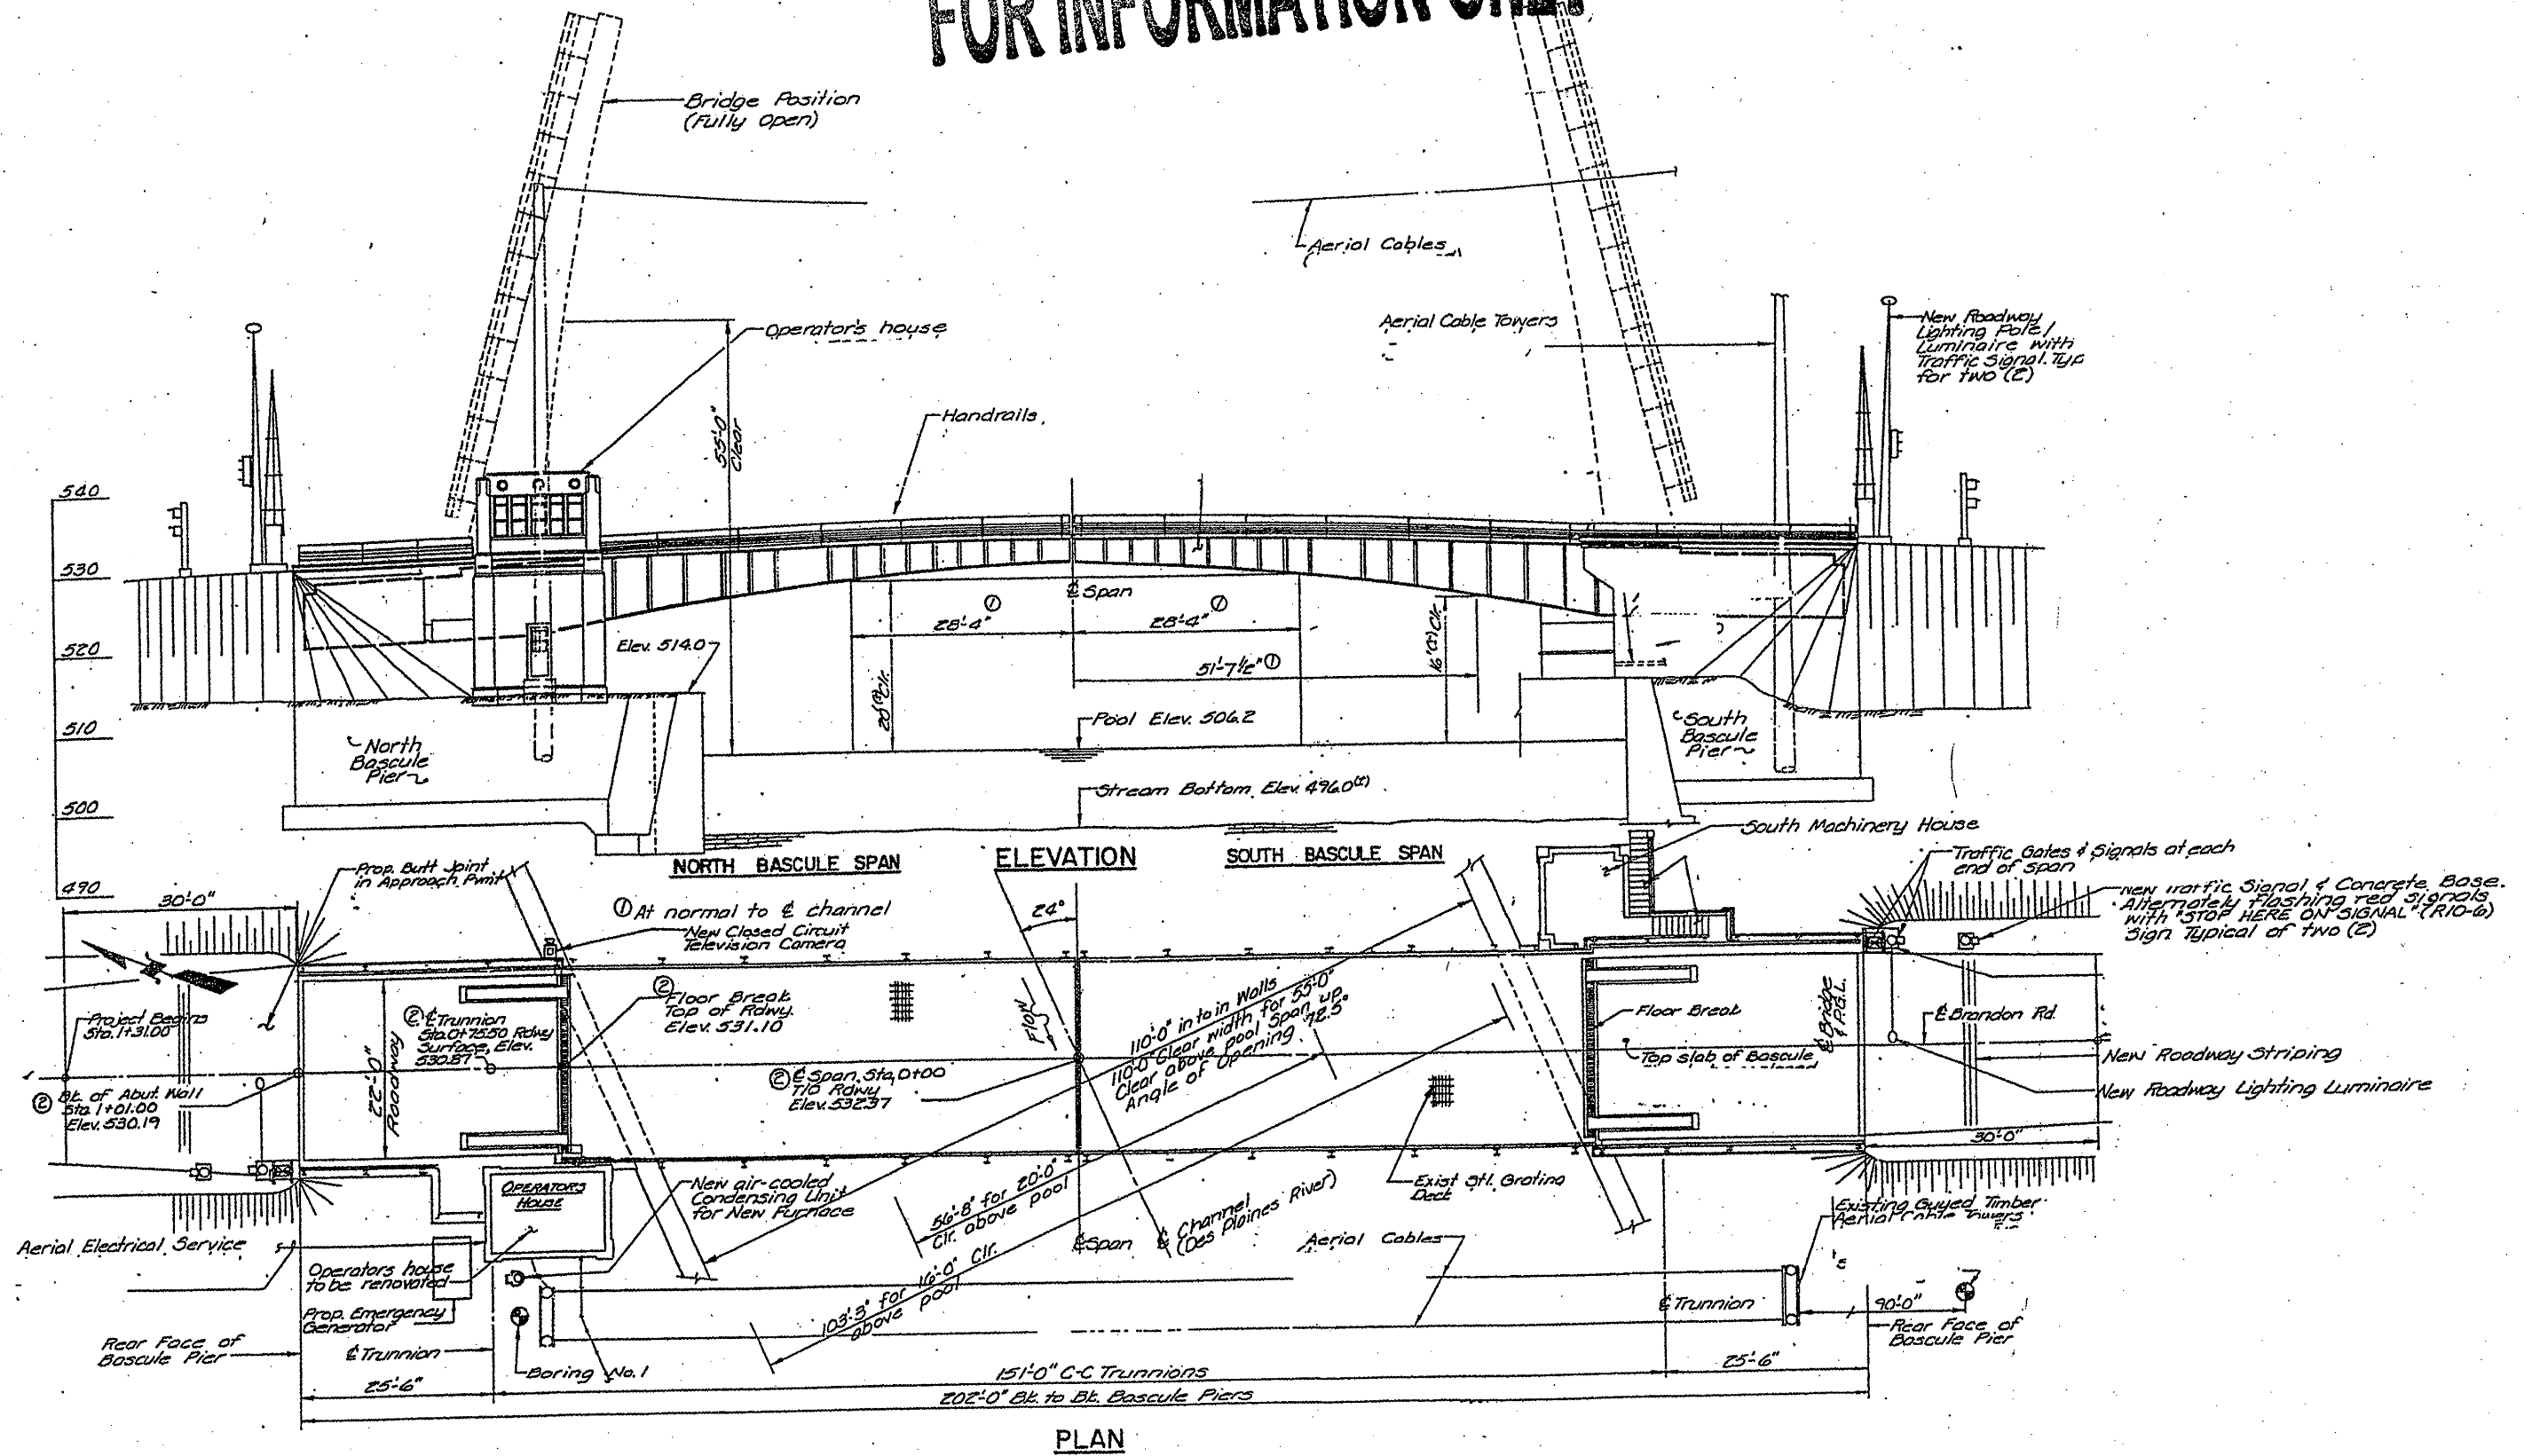 FOR INFORMATION ONLY
Bridge Position
(Fully Open)
Aerial Cables
Operator's house
Aerial Cable Towers
New Roadway
Lighting Pole/
Luminaire with
Traffic Signal. Typ
for two (2)
55'-0"
Clear
Handrails
540
530
520
510
500
490
℄ Span
①
①
28'-4"
28'-4"
Elev. 514.0
51'-7½" ①
20'(±) Clr.
16'(±) Clr.
Pool Elev. 506.2
North
Bascule
Pier
South
Bascule
Pier
Stream Bottom Elev. 496.0(±)
NORTH BASCULE SPAN
ELEVATION
SOUTH BASCULE SPAN
South Machinery House
Traffic Gates & Signals at each
end of span
New Traffic Signal & Concrete Base.
Alternately flashing red signals
with "STOP HERE ON SIGNAL" (R10-6)
Sign Typical of two (2)
Prop. Butt Joint
in Approach Pvmt
30'-0"
① At normal to ℄ channel
New Closed Circuit
Television Camera
24°
Project Begins
Sta. 1+31.00
② Bk. of Abut. Wall
Sta. 1+01.00
Elev. 530.19
22'-0"
Roadway
② ℄ Trunnion
Sta. 0+75.50 Rdwy
Surface, Elev.
530.87
② Floor Break
Top of Rdwy.
Elev. 531.10
② ℄ Span, Sta. 0+00
T/O Rdwy
Elev. 532.37
FLOW
110'-0" in to in Walls
110'-0" Clear width for 55'-0"
Clear above pool Span up
Angle of Opening 72.5°
Floor Break
Top slab of Bascule
℄ Bridge
& P.G.L.
℄ Brandon Rd.
New Roadway Striping
New Roadway Lighting Luminaire
30'-0"
OPERATORS
HOUSE
New air-cooled
Condensing Unit
for New Furnace
56'-8" for 20'-0"
Clr. above pool
103'-3" for 16'-0" Clr.
above pool
℄ Span
℄ Channel
(Des Plaines River)
Exist Stl. Grating
Deck
Aerial Cables
Existing Guyed Timber
Aerial Cable Towers
Aerial Electrical Service
Operators house
to be renovated
Prop. Emergency
Generator
Rear Face of
Bascule Pier
℄ Trunnion
Boring No. 1
℄ Trunnion
90'-0"
Rear Face of
Bascule Pier
25'-6"
151'-0" C-C Trunnions
25'-6"
202'-0" Bk. to Bk. Bascule Piers
PLAN